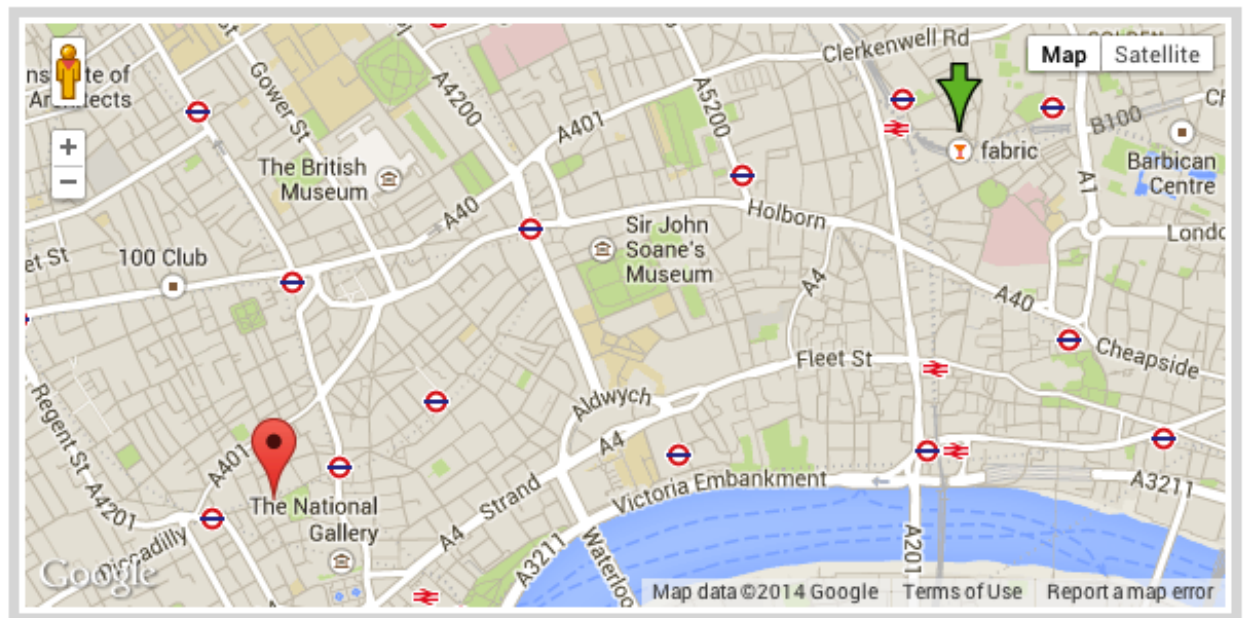 Clerkenwell Rd
Map
Satellite
Gower St
A4200
A401
A5200
fabric
B100
Barbican
Centre
The British
Museum
A40
Holborn
A1
Sir John
Soane's
Museum
100 Club
A4
A40
Cheapside
Fleet St
Regent St
A4201
Aldwych
A401
A4
The National
Gallery
Strand
Victoria Embankment
A3211
Piccadilly
A4
A3211
A201
Google
Map data ©2014 Google
Terms of Use
Report a map error